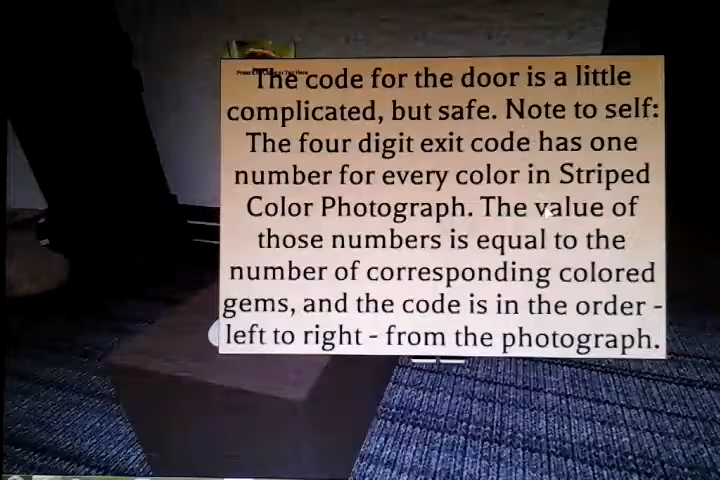 The code for the door is a little
complicated, but safe. Note to self:
The four digit exit code has one
number for every color in Striped
Color Photograph. The value of
those numbers is equal to the
number of corresponding colored
gems, and the code is in the order -
left to right - from the photograph.